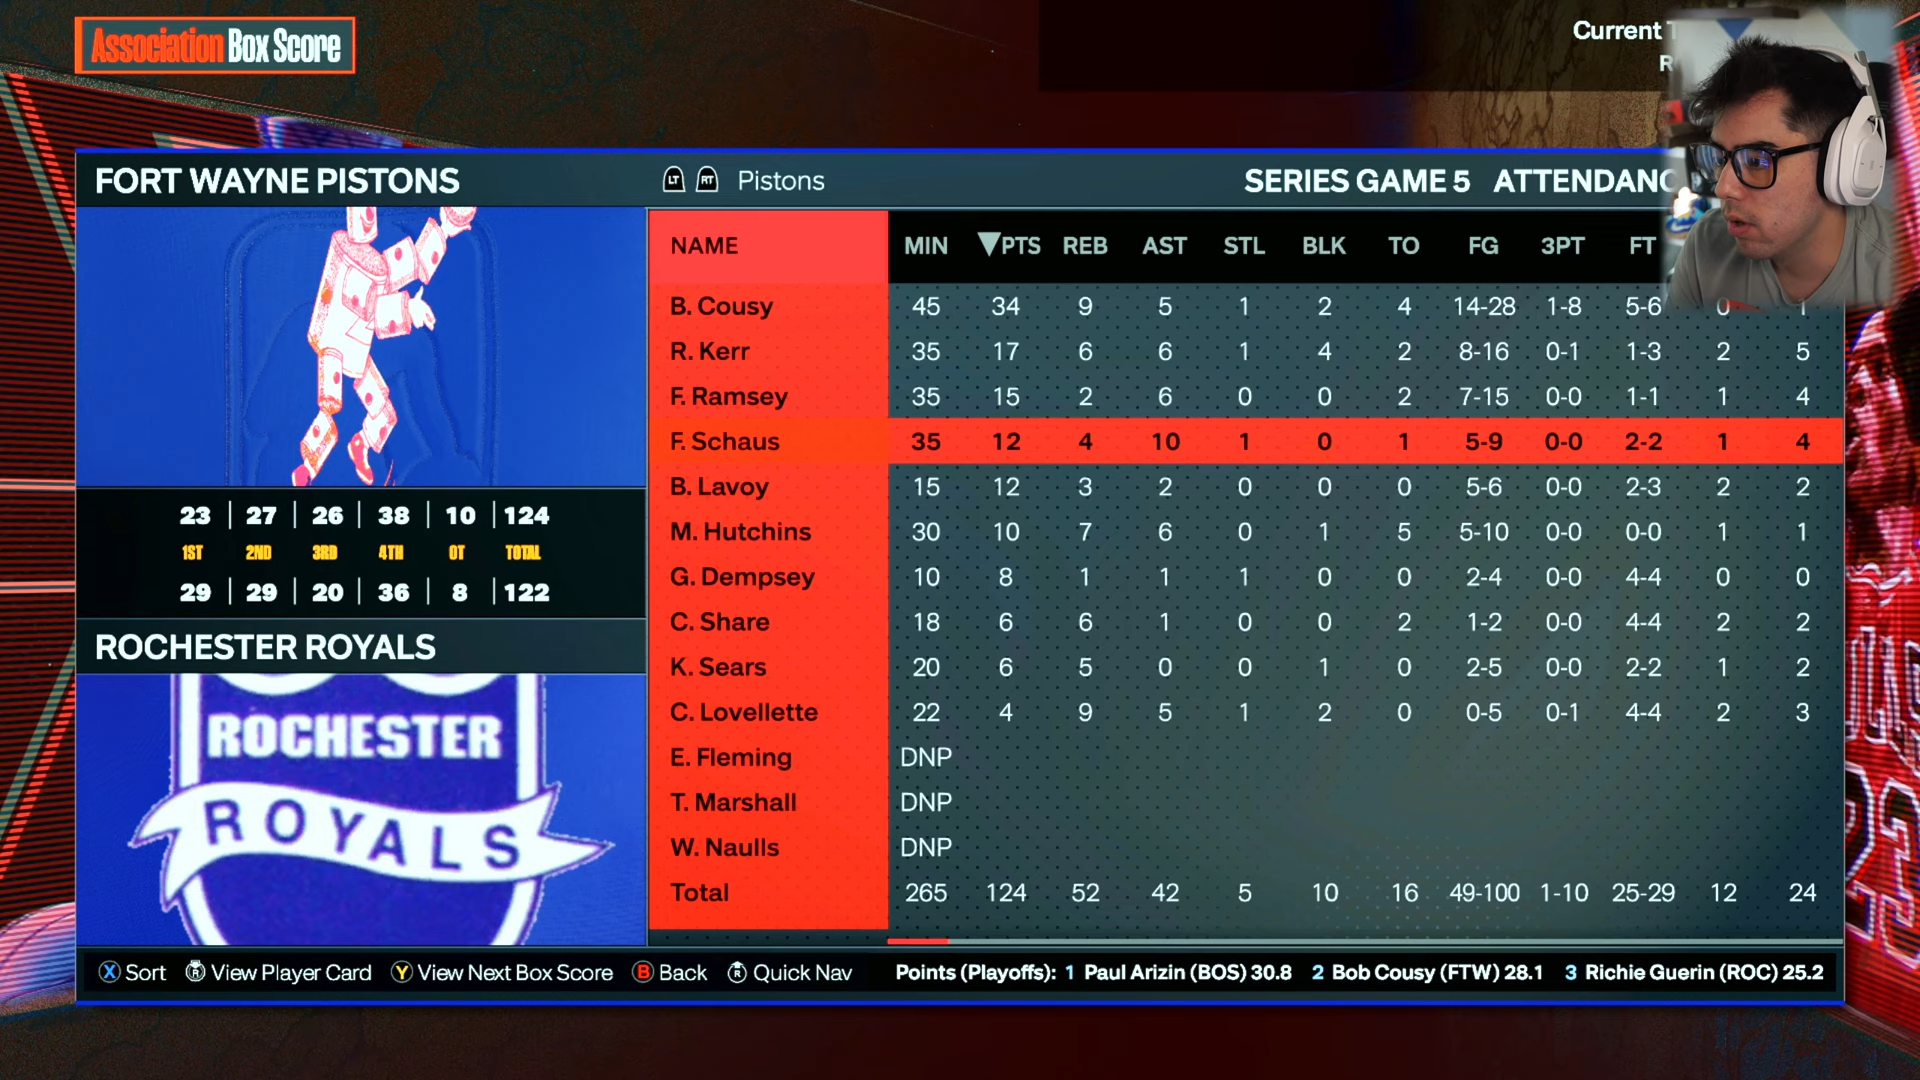 Association Box Score
Current
FORT WAYNE PISTONS
LT RT Pistons
SERIES GAME 5
NAME MIN PTS REB AST STL BLK TO FG 3PT FT
B. Cousy 45 34 9 5 1 2 4 14-28 1-8 5-6 0 1
R. Kerr 35 17 6 6 1 4 2 8-16 0-1 1-3 2 5
F. Ramsey 35 15 2 6 0 0 2 7-15 0-0 1-1 1 4
F. Schaus 35 12 4 10 1 0 1 5-9 0-0 2-2 1 4
B. Lavoy 15 12 3 2 0 0 0 5-6 0-0 2-3 2 2
M. Hutchins 30 10 7 6 0 1 5 5-10 0-0 0-0 1 1
G. Dempsey 10 8 1 1 1 0 0 2-4 0-0 4-4 0 0
C. Share 18 6 6 1 0 0 2 1-2 0-0 4-4 2 2
K. Sears 20 6 5 0 0 1 0 2-5 0-0 2-2 1 2
C. Lovellette 22 4 9 5 1 2 0 0-5 0-1 4-4 2 3
E. Fleming DNP
T. Marshall DNP
W. Naulls DNP
Total 265 124 52 42 5 10 16 49-100 1-10 25-29 12 24
23 27 26 38 10 124
1ST 2ND 3RD 4TH OT TOTAL
29 29 20 36 8 122
ROCHESTER ROYALS
ROCHESTER
ROYALS
X Sort R View Player Card Y View Next Box Score B Back R Quick Nav
Points (Playoffs): 1 Paul Arizin (BOS) 30.8 2 Bob Cousy (FTW) 28.1 3 Richie Guerin (ROC) 25.2